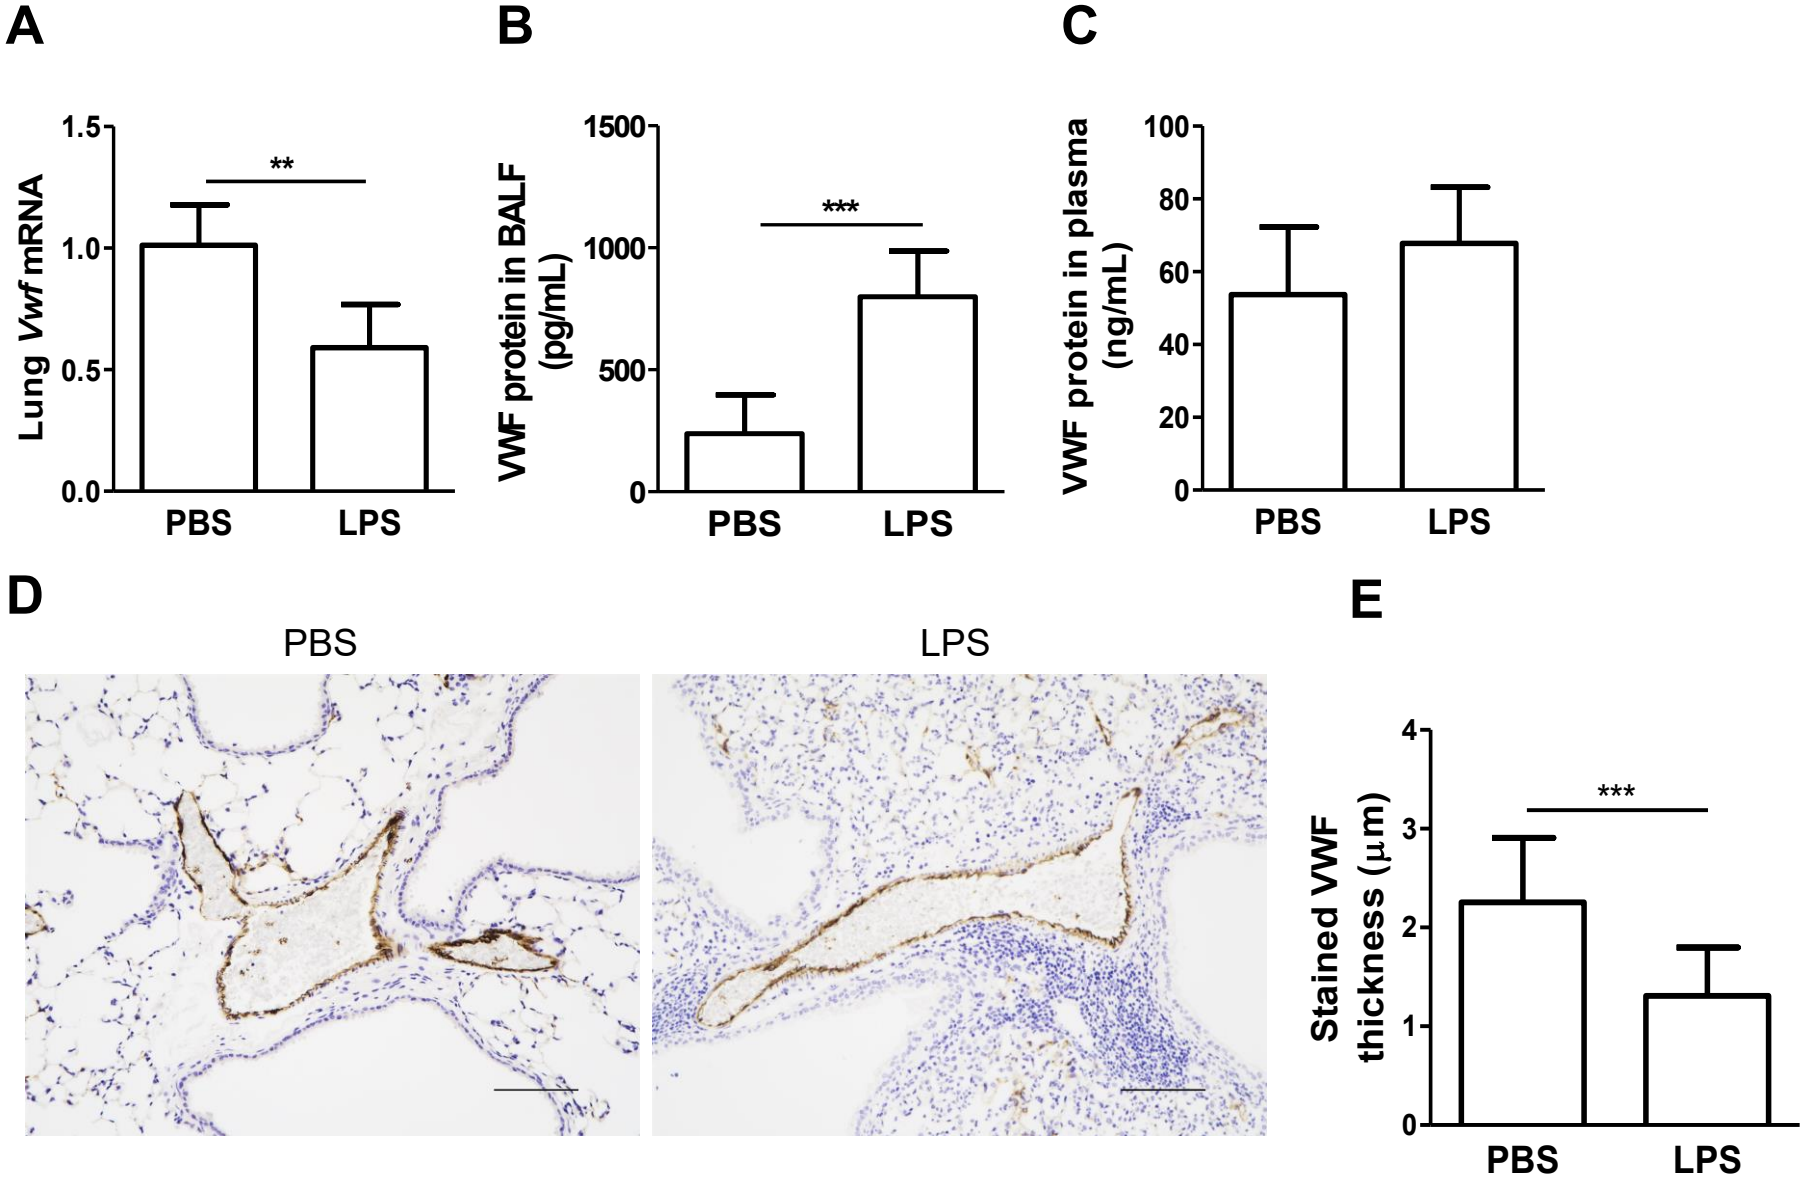 A
B
C
1.5
1.0
0.5
0.0
Lung Vwf mRNA
**
PBS
LPS
1500
1000
500
0
VWF protein in BALF
(pg/mL)
***
PBS
LPS
100
80
60
40
20
0
VWF protein in plasma
(ng/mL)
PBS
LPS
D
PBS
LPS
E
4
3
2
1
0
Stained VWF
thickness (μm)
***
PBS
LPS